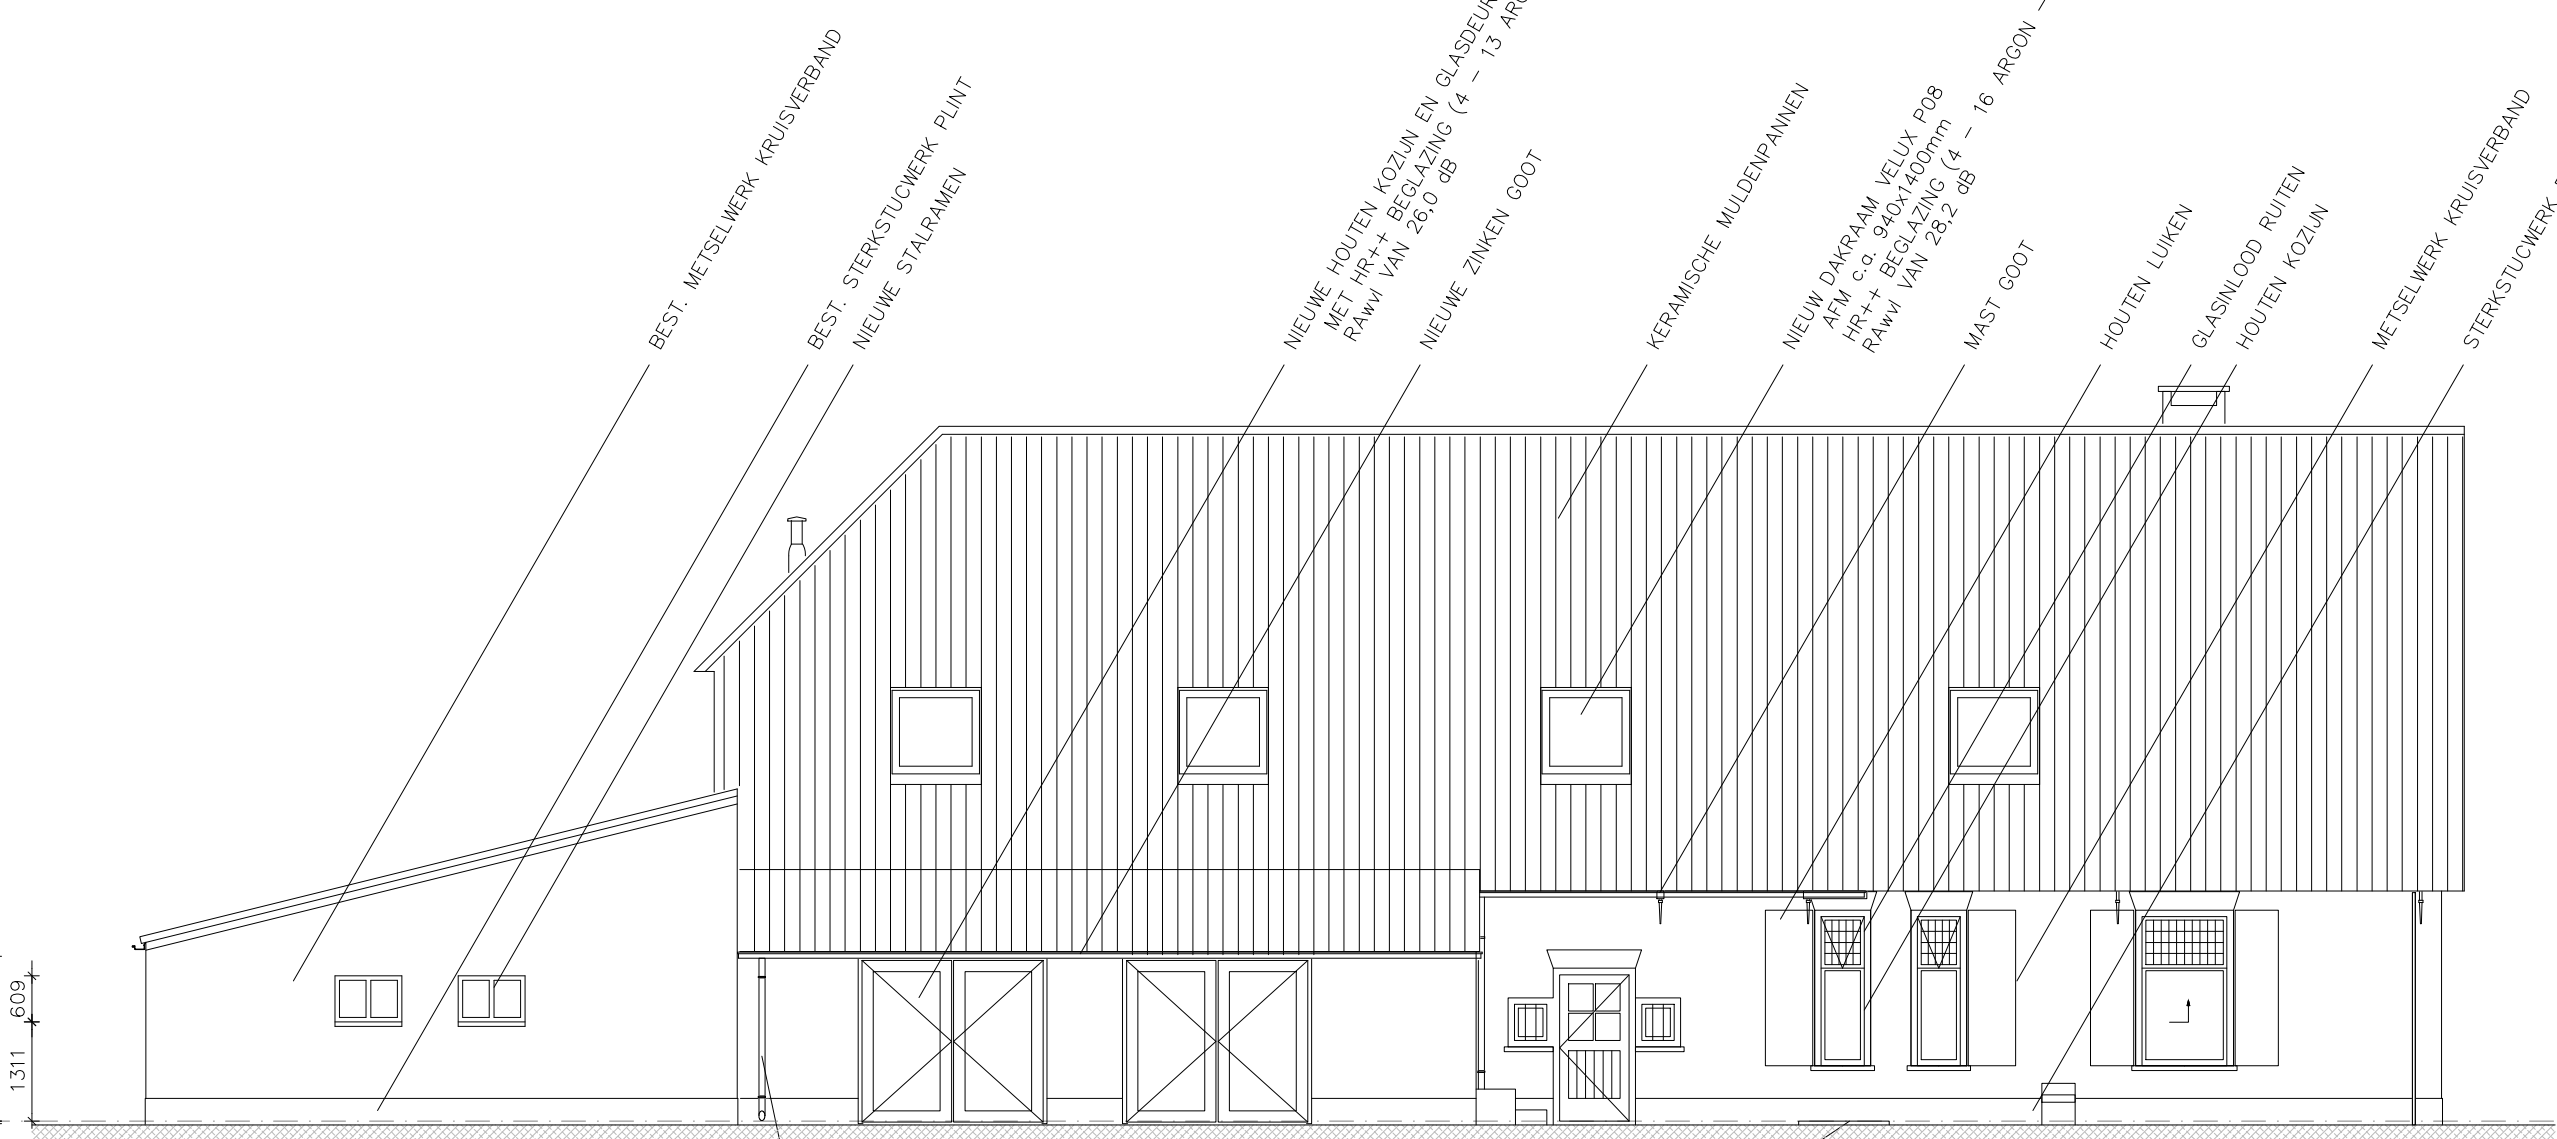 BEST. METSELWERK KRUISVERBAND
BEST. STERKSTUCWERK PLINT
NIEUWE STALRAMEN
NIEUWE HOUTEN KOZIJN EN
MET HR++ BEGLAZING (4 - 13
RAwvl VAN 26,0 dB
NIEUWE ZINKEN GOOT
KERAMISCHE MULDENPANNEN
NIEUW DAKRAAM VELUX P08
AFM c.a. 940x1400mm
HR++ BEGLAZING (4 - 16 ARGON -
RAwvl VAN 28,2 dB
MAST GOOT
HOUTEN LUIKEN
GLASINLOOD RUITEN
HOUTEN KOZIJN
METSELWERK KRUISVERBAND
STERKSTUCWERK
609
1311